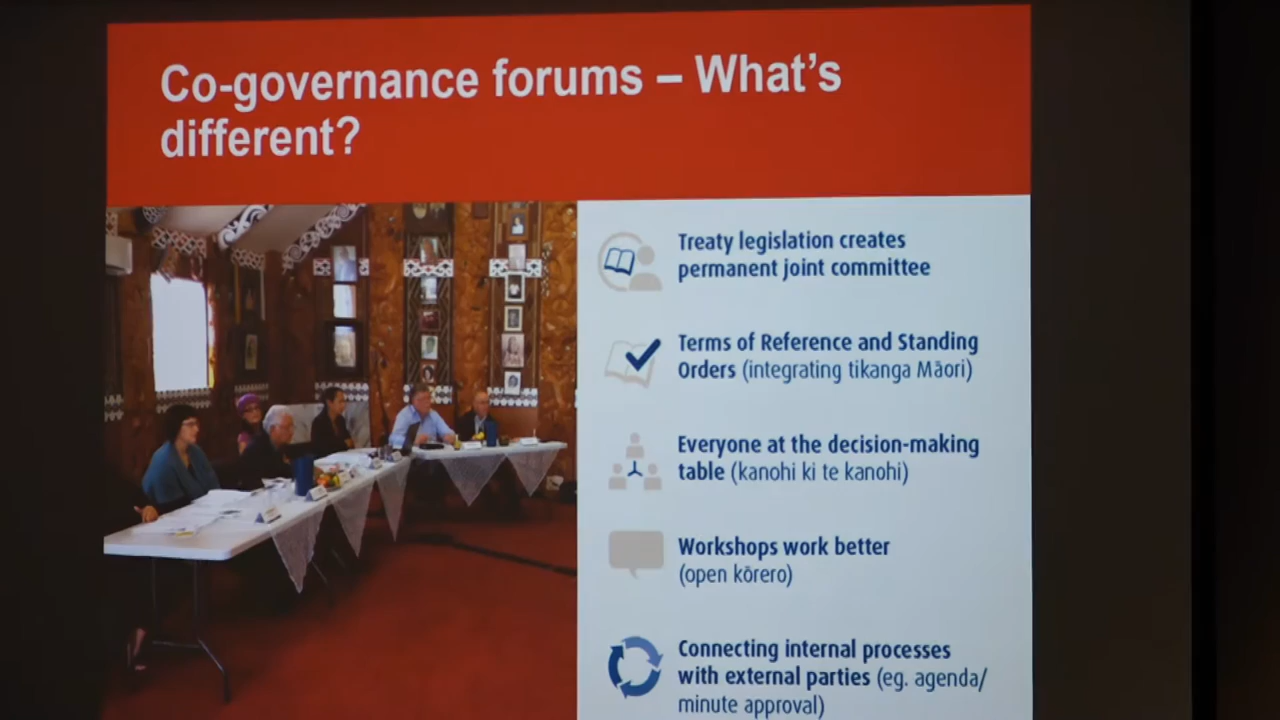 Co-governance forums – What's
different?
Treaty legislation creates
permanent joint committee
Terms of Reference and Standing
Orders (integrating tikanga Māori)
Everyone at the decision-making
table (kanohi ki te kanohi)
Workshops work better
(open kōrero)
Connecting internal processes
with external parties (eg. agenda/
minute approval)